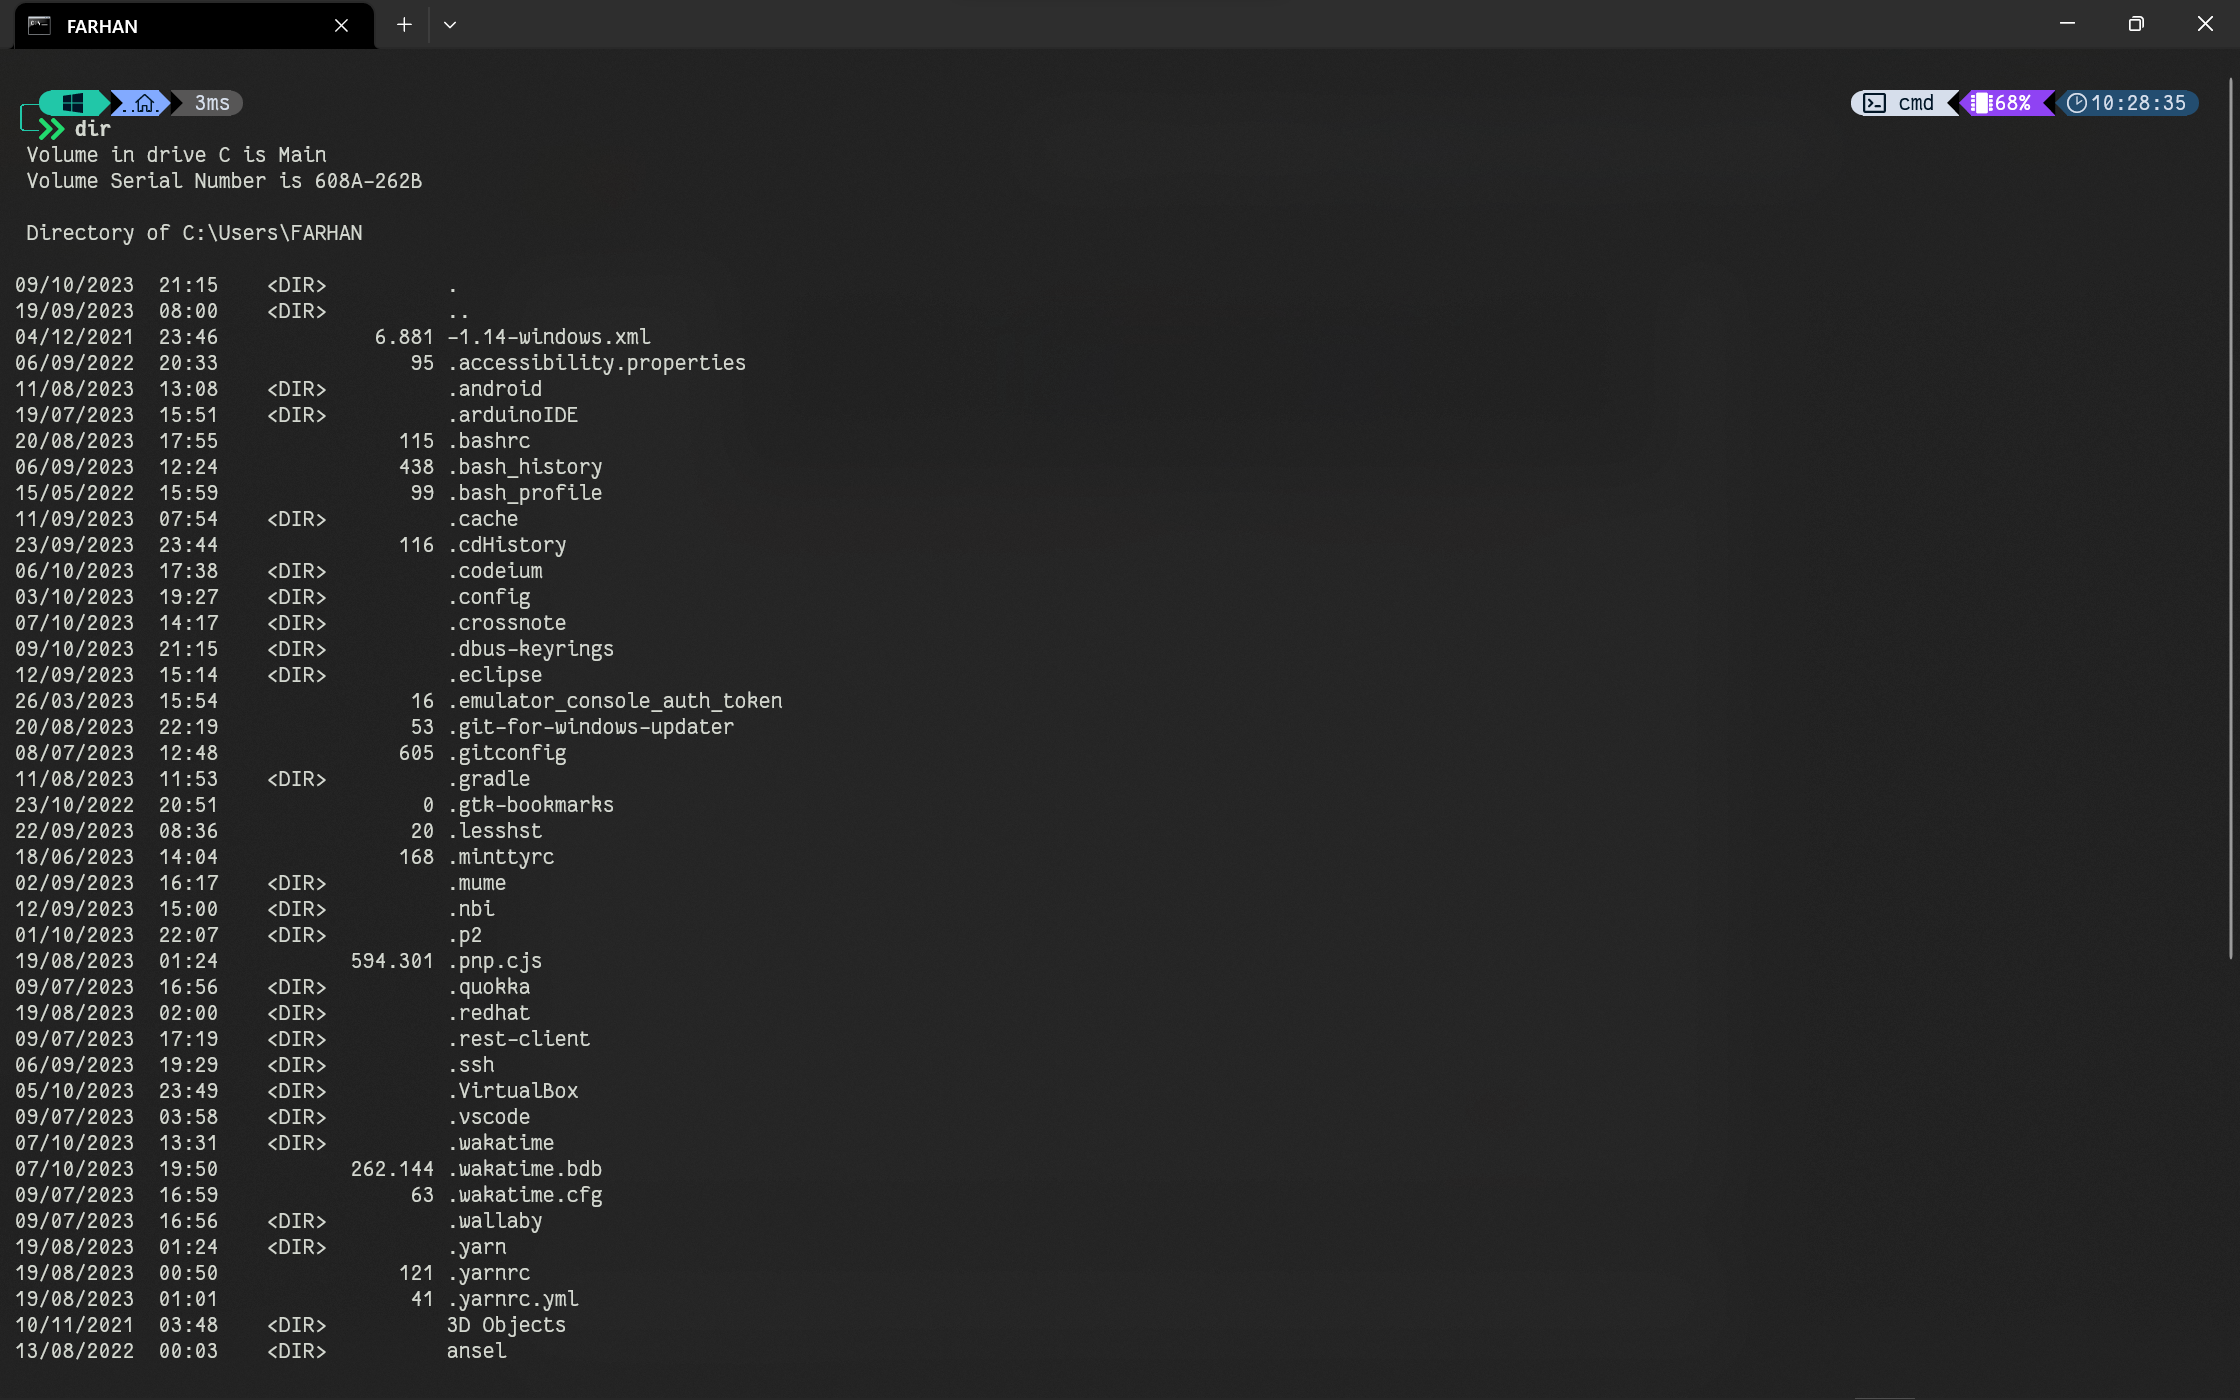 FARHAN
3ms cmd 68% 10:28:35
dir
Volume in drive C is Main
Volume Serial Number is 608A-262B
Directory of C:\Users\FARHAN
09/10/2023 21:15 <DIR> .
19/09/2023 08:00 <DIR> ..
04/12/2021 23:46 6.881 -1.14-windows.xml
06/09/2022 20:33 95 .accessibility.properties
11/08/2023 13:08 <DIR> .android
19/07/2023 15:51 <DIR> .arduinoIDE
20/08/2023 17:55 115 .bashrc
06/09/2023 12:24 438 .bash_history
15/05/2022 15:59 99 .bash_profile
11/09/2023 07:54 <DIR> .cache
23/09/2023 23:44 116 .cdHistory
06/10/2023 17:38 <DIR> .codeium
03/10/2023 19:27 <DIR> .config
07/10/2023 14:17 <DIR> .crossnote
09/10/2023 21:15 <DIR> .dbus-keyrings
12/09/2023 15:14 <DIR> .eclipse
26/03/2023 15:54 16 .emulator_console_auth_token
20/08/2023 22:19 53 .git-for-windows-updater
08/07/2023 12:48 605 .gitconfig
11/08/2023 11:53 <DIR> .gradle
23/10/2022 20:51 0 .gtk-bookmarks
22/09/2023 08:36 20 .lesshst
18/06/2023 14:04 168 .minttyrc
02/09/2023 16:17 <DIR> .mume
12/09/2023 15:00 <DIR> .nbi
01/10/2023 22:07 <DIR> .p2
19/08/2023 01:24 594.301 .pnp.cjs
09/07/2023 16:56 <DIR> .quokka
19/08/2023 02:00 <DIR> .redhat
09/07/2023 17:19 <DIR> .rest-client
06/09/2023 19:29 <DIR> .ssh
05/10/2023 23:49 <DIR> .VirtualBox
09/07/2023 03:58 <DIR> .vscode
07/10/2023 13:31 <DIR> .wakatime
07/10/2023 19:50 262.144 .wakatime.bdb
09/07/2023 16:59 63 .wakatime.cfg
09/07/2023 16:56 <DIR> .wallaby
19/08/2023 01:24 <DIR> .yarn
19/08/2023 00:50 121 .yarnrc
19/08/2023 01:01 41 .yarnrc.yml
10/11/2021 03:48 <DIR> 3D Objects
13/08/2022 00:03 <DIR> ansel